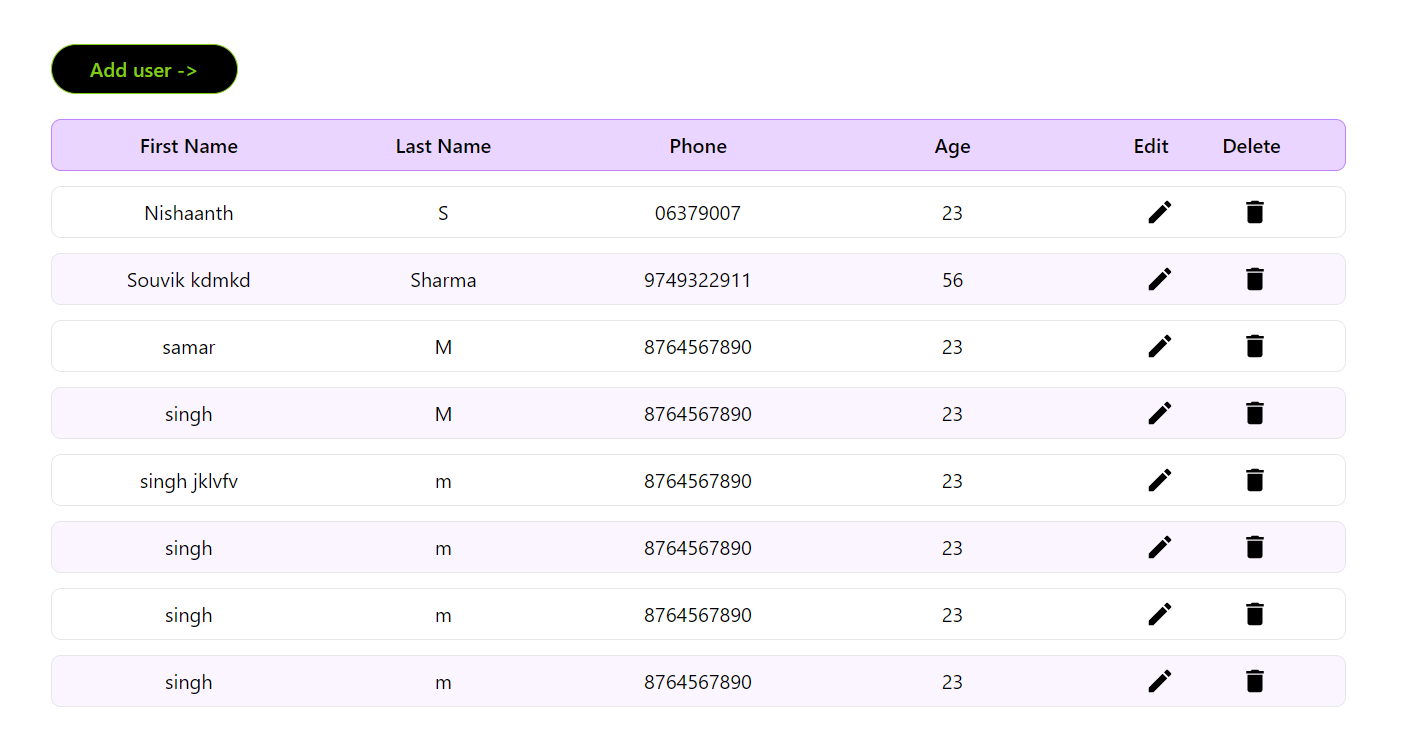 Add user ->
First Name Last Name Phone Age Edit Delete
Nishaanth S 06379007 23
Souvik kdmkd Sharma 9749322911 56
samar M 8764567890 23
singh M 8764567890 23
singh jklvfv m 8764567890 23
singh m 8764567890 23
singh m 8764567890 23
singh m 8764567890 23